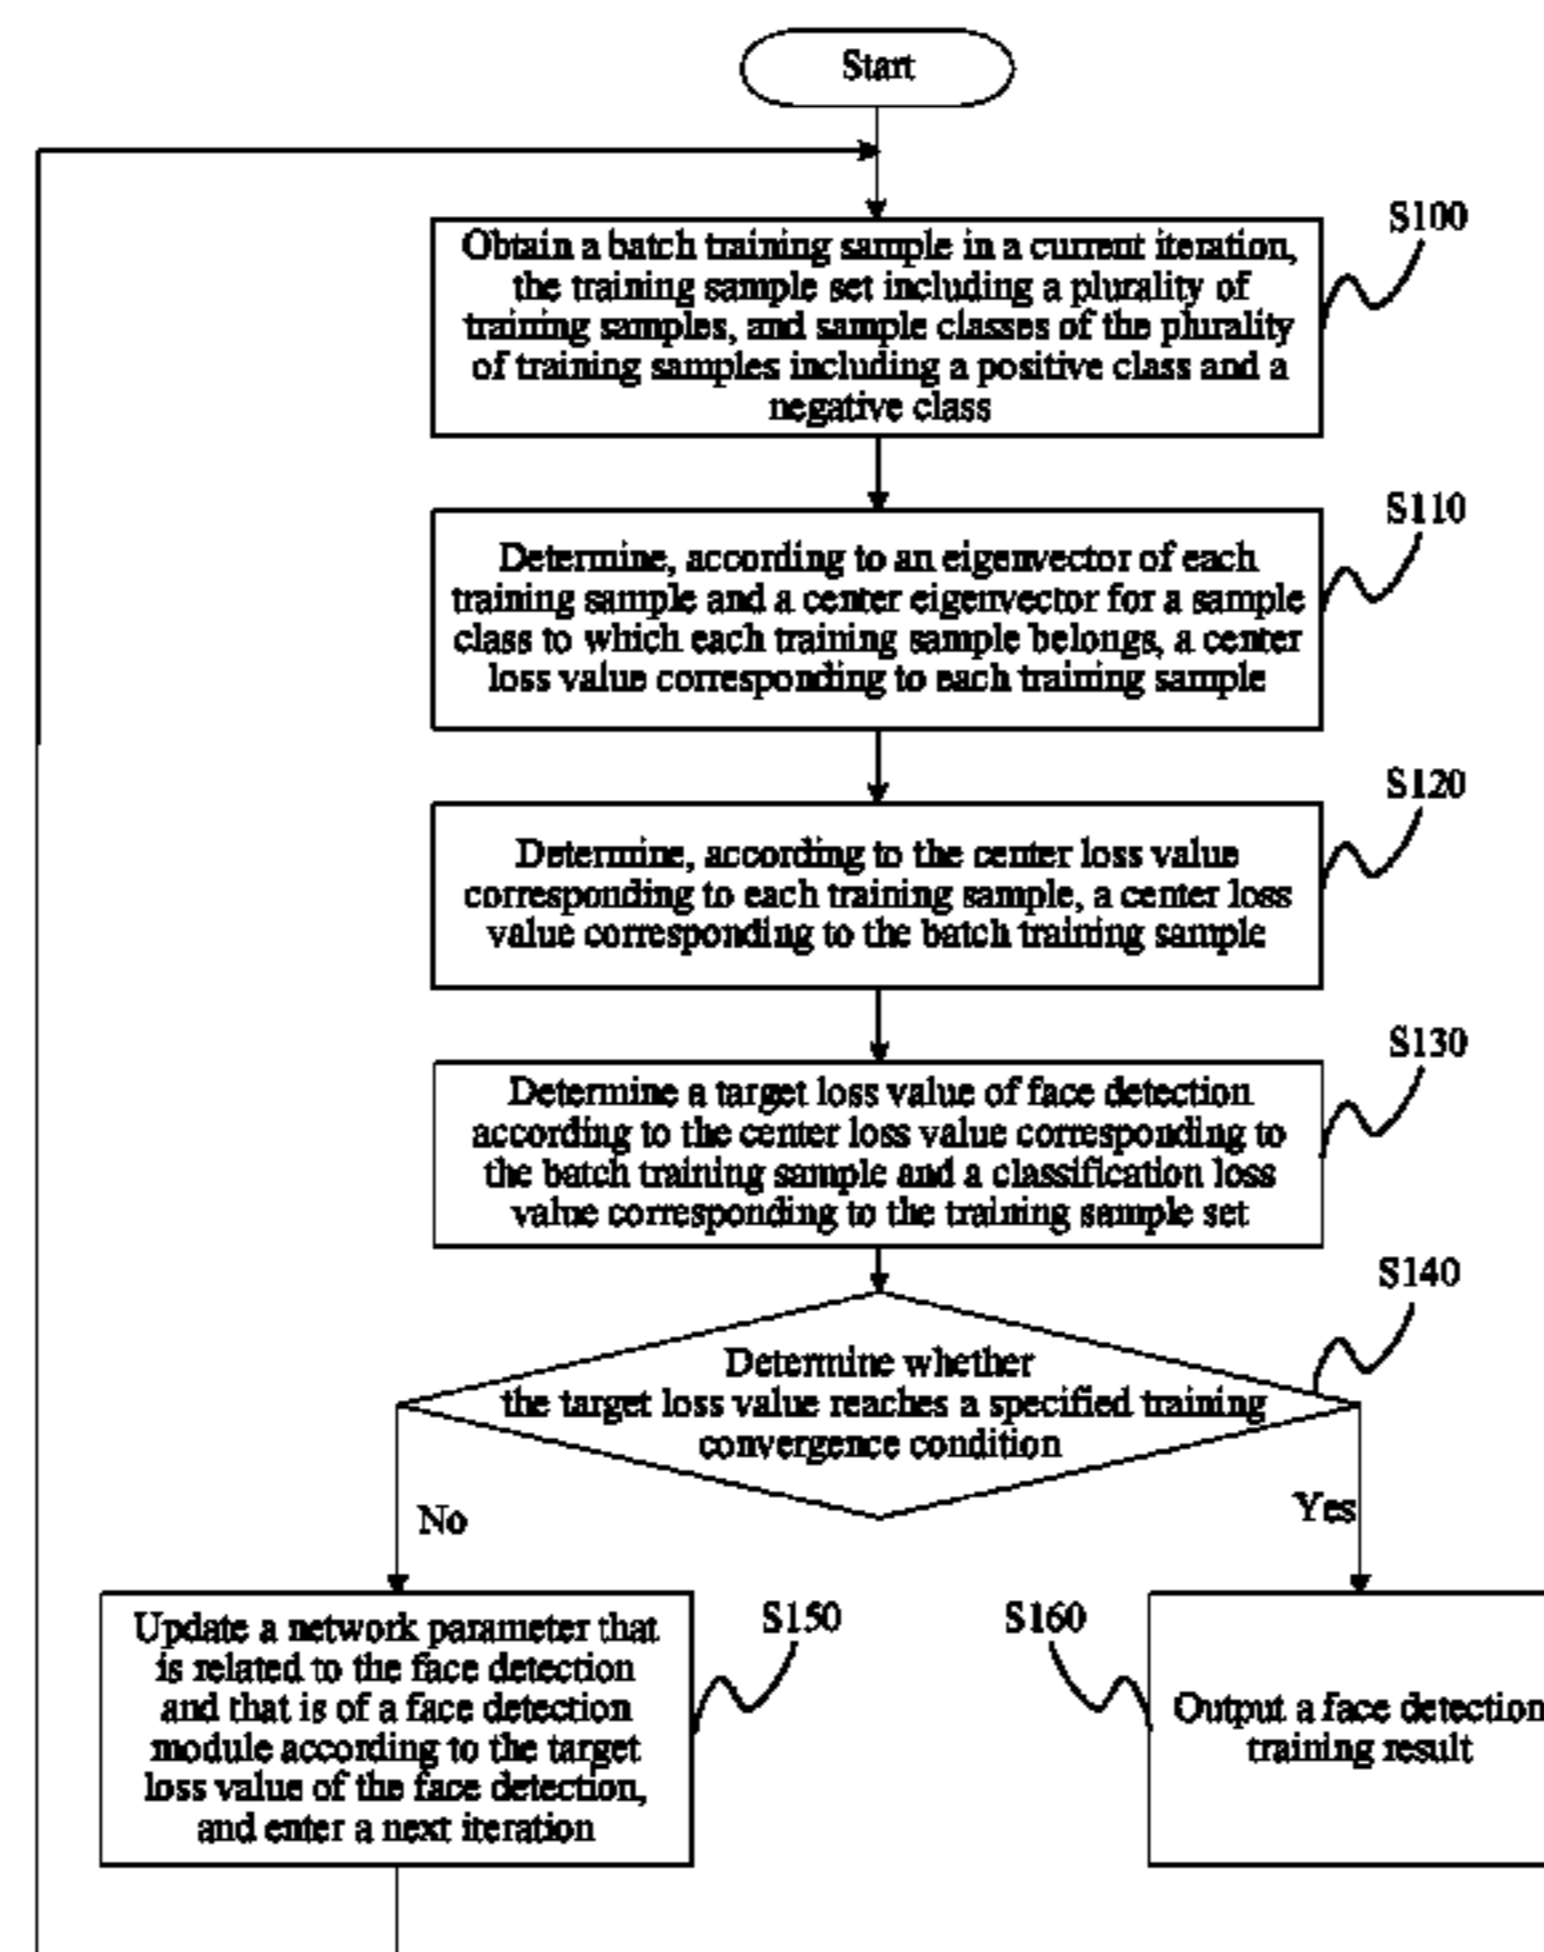 Start
S100
Obtain a batch training sample in a current iteration,
the training sample set including a plurality of
training samples, and sample classes of the plurality
of training samples including a positive class and a
negative class
S110
Determine, according to an eigenvector of each
training sample and a center eigenvector for a sample
class to which each training sample belongs, a center
loss value corresponding to each training sample
S120
Determine, according to the center loss value
corresponding to each training sample, a center loss
value corresponding to the batch training sample
S130
Determine a target loss value of face detection
according to the center loss value corresponding to
the batch training sample and a classification loss
value corresponding to the training sample set
S140
Determine whether
the target loss value reaches a specified training
convergence condition
No
Yes
S150
Update a network parameter that
is related to the face detection
and that is of a face detection
module according to the target
loss value of the face detection,
and enter a next iteration
S160
Output a face detection
training result